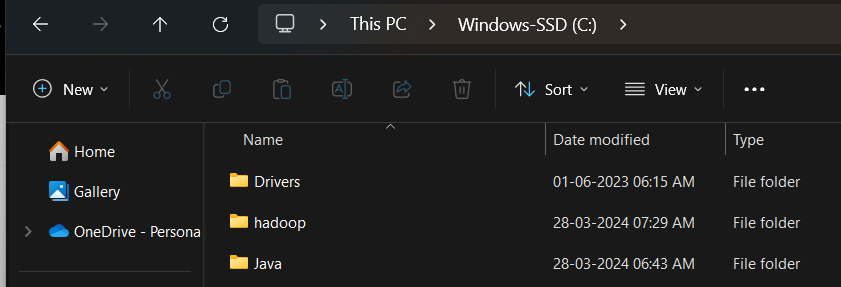 This PC > Windows-SSD (C:) >
New Sort View
Name Date modified Type
Home
Drivers 01-06-2023 06:15 AM File folder
Gallery
hadoop 28-03-2024 07:29 AM File folder
OneDrive - Persona
Java 28-03-2024 06:43 AM File folder